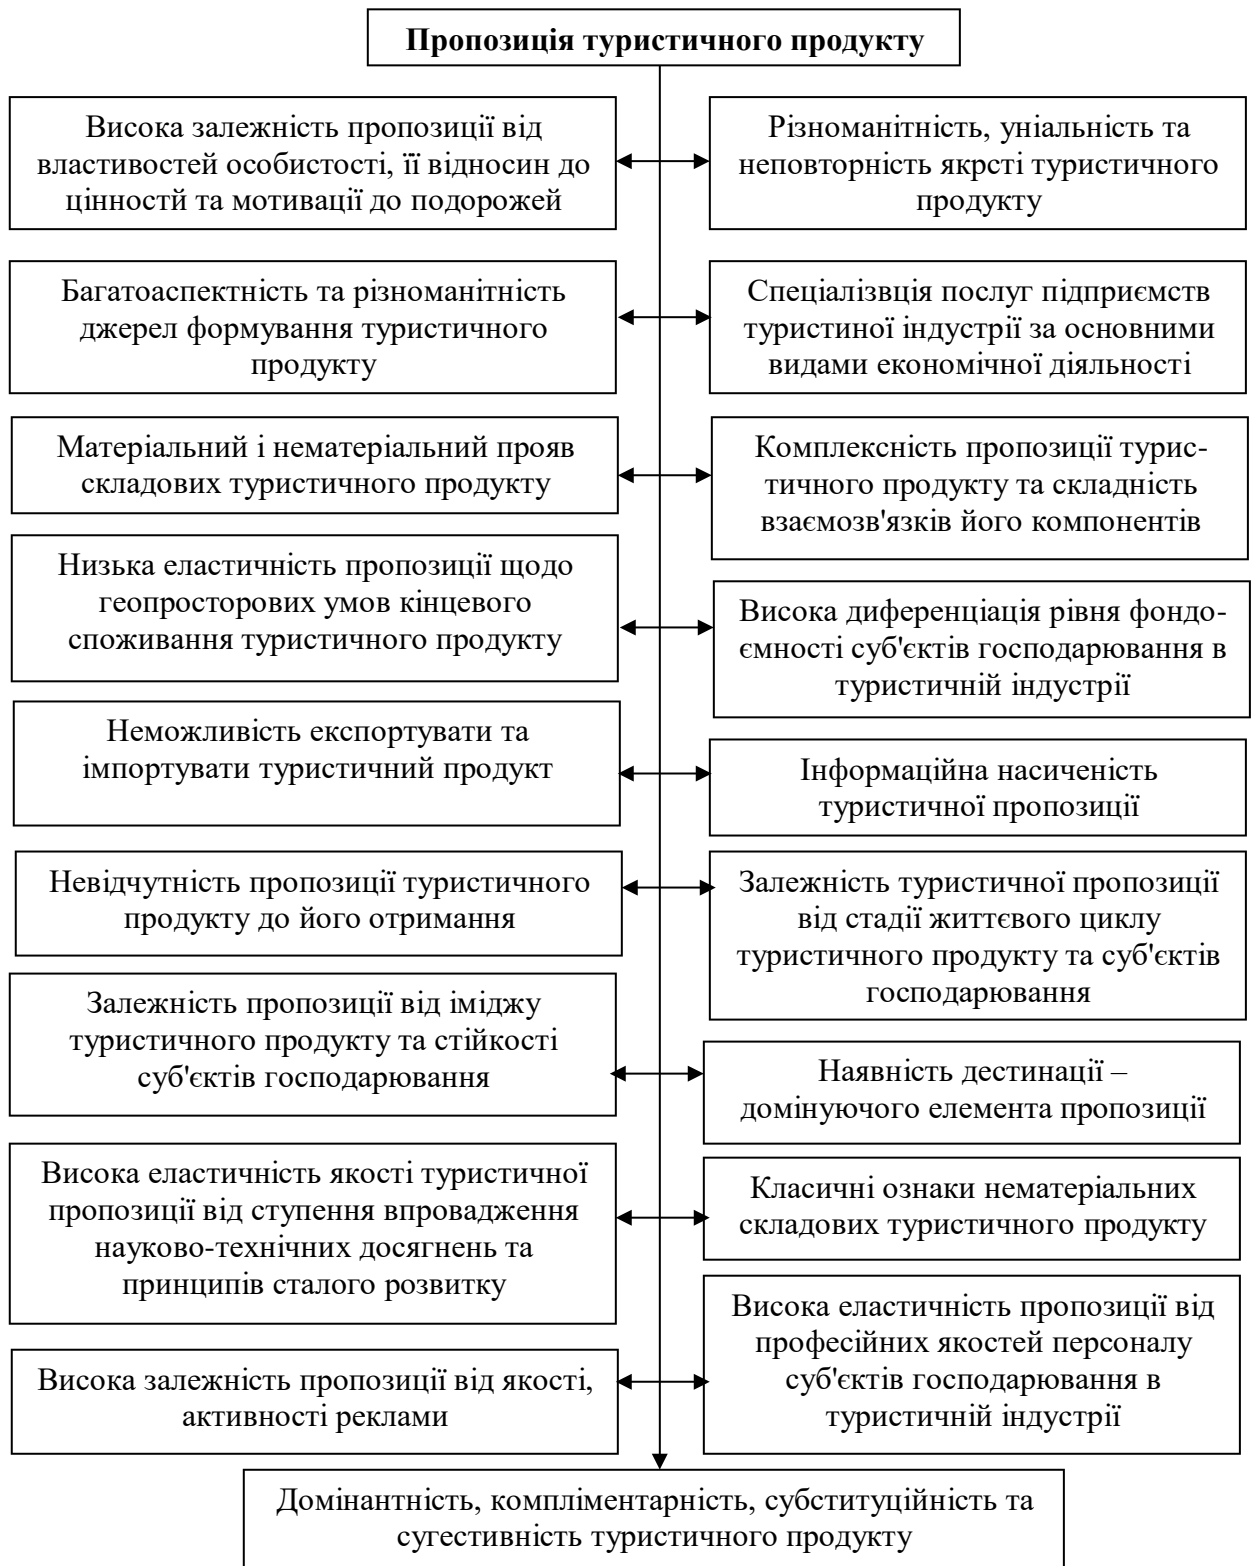 Пропозиція туристичного продукту
Висока залежність пропозиції від
властивостей особистості, її відносин до
цінностй та мотивації до подорожей
Різноманітність, уніальність та
неповторність якрсті туристичного
продукту
Багатоаспектність та різноманітність
джерел формування туристичного
продукту
Спеціалізвція послуг підприємств
туристиної індустрії за основними
видами економічної діяльності
Матеріальний і нематеріальний прояв
складових туристичного продукту
Комплексність пропозиції турис-
тичного продукту та складність
взаємозв'язків його компонентів
Низька еластичність пропозиції щодо
геопросторових умов кінцевого
споживання туристичного продукту
Висока диференціація рівня фондо-
ємності суб'єктів господарювання в
туристичній індустрії
Неможливість експортувати та
імпортувати туристичний продукт
Інформаційна насиченість
туристичної пропозиції
Невідчутність пропозиції туристичного
продукту до його отримання
Залежність туристичної пропозиції
від стадії життєвого циклу
туристичного продукту та суб'єктів
господарювання
Залежність пропозиції від іміджу
туристичного продукту та стійкості
суб'єктів господарювання
Наявність дестинації –
домінуючого елемента пропозиції
Висока еластичність якості туристичної
пропозиції від ступення впровадження
науково-технічних досягнень та
принципів сталого розвитку
Класичні ознаки нематеріальних
складових туристичного продукту
Висока залежність пропозиції від якості,
активності реклами
Висока еластичність пропозиції від
професійних якостей персоналу
суб'єктів господарювання в
туристичній індустрії
Домінантність, компліментарність, субституційність та
сугестивність туристичного продукту